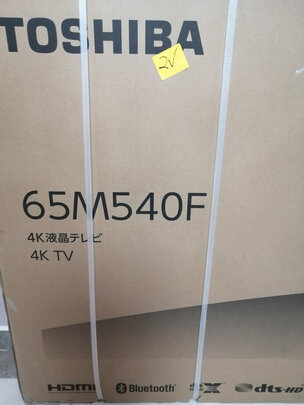 TOSHIBA
2V
65M540F
4K液晶テレビ
4K TV
HDMI Bluetooth® dts-HD